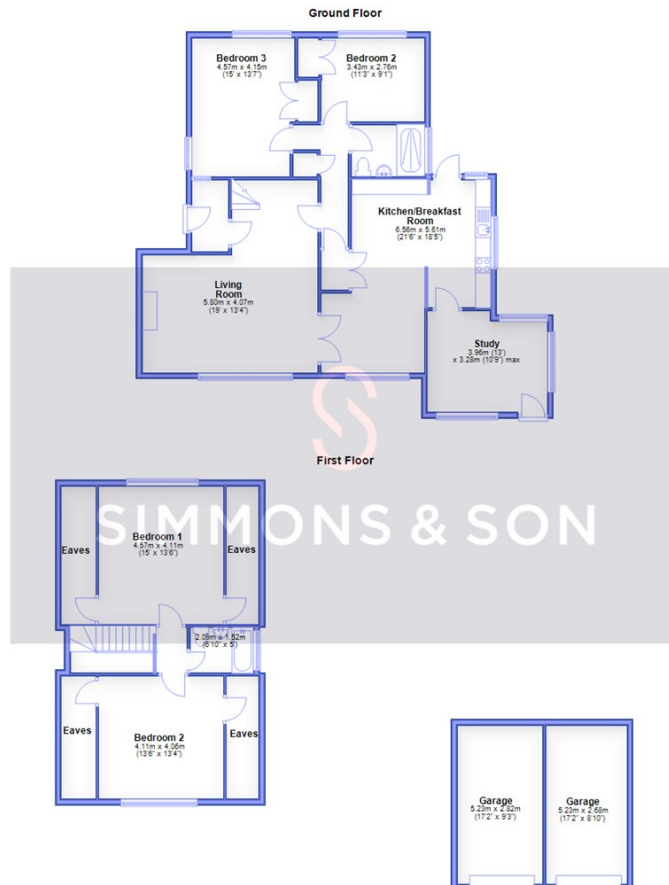 Ground Floor
Bedroom 3
4.57m x 4.15m
(15' x 13'7")
Bedroom 2
3.43m x 2.76m
(11'3" x 9'1")
Kitchen/Breakfast
Room
6.56m x 5.61m
(21'6" x 18'5")
Living
Room
5.80m x 4.07m
(19' x 13'4")
Study
3.96m (13')
x 3.28m (10'9") max
First Floor
SIMMONS & SON
Eaves
Bedroom 1
4.57m x 4.11m
(15' x 13'6")
Eaves
2.09m x 1.52m
(6'10" x 5')
Eaves
Bedroom 2
4.11m x 4.06m
(13'6" x 13'4")
Eaves
Garage
5.23m x 2.82m
(17'2" x 9'3")
Garage
5.23m x 2.68m
(17'2" x 8'10")